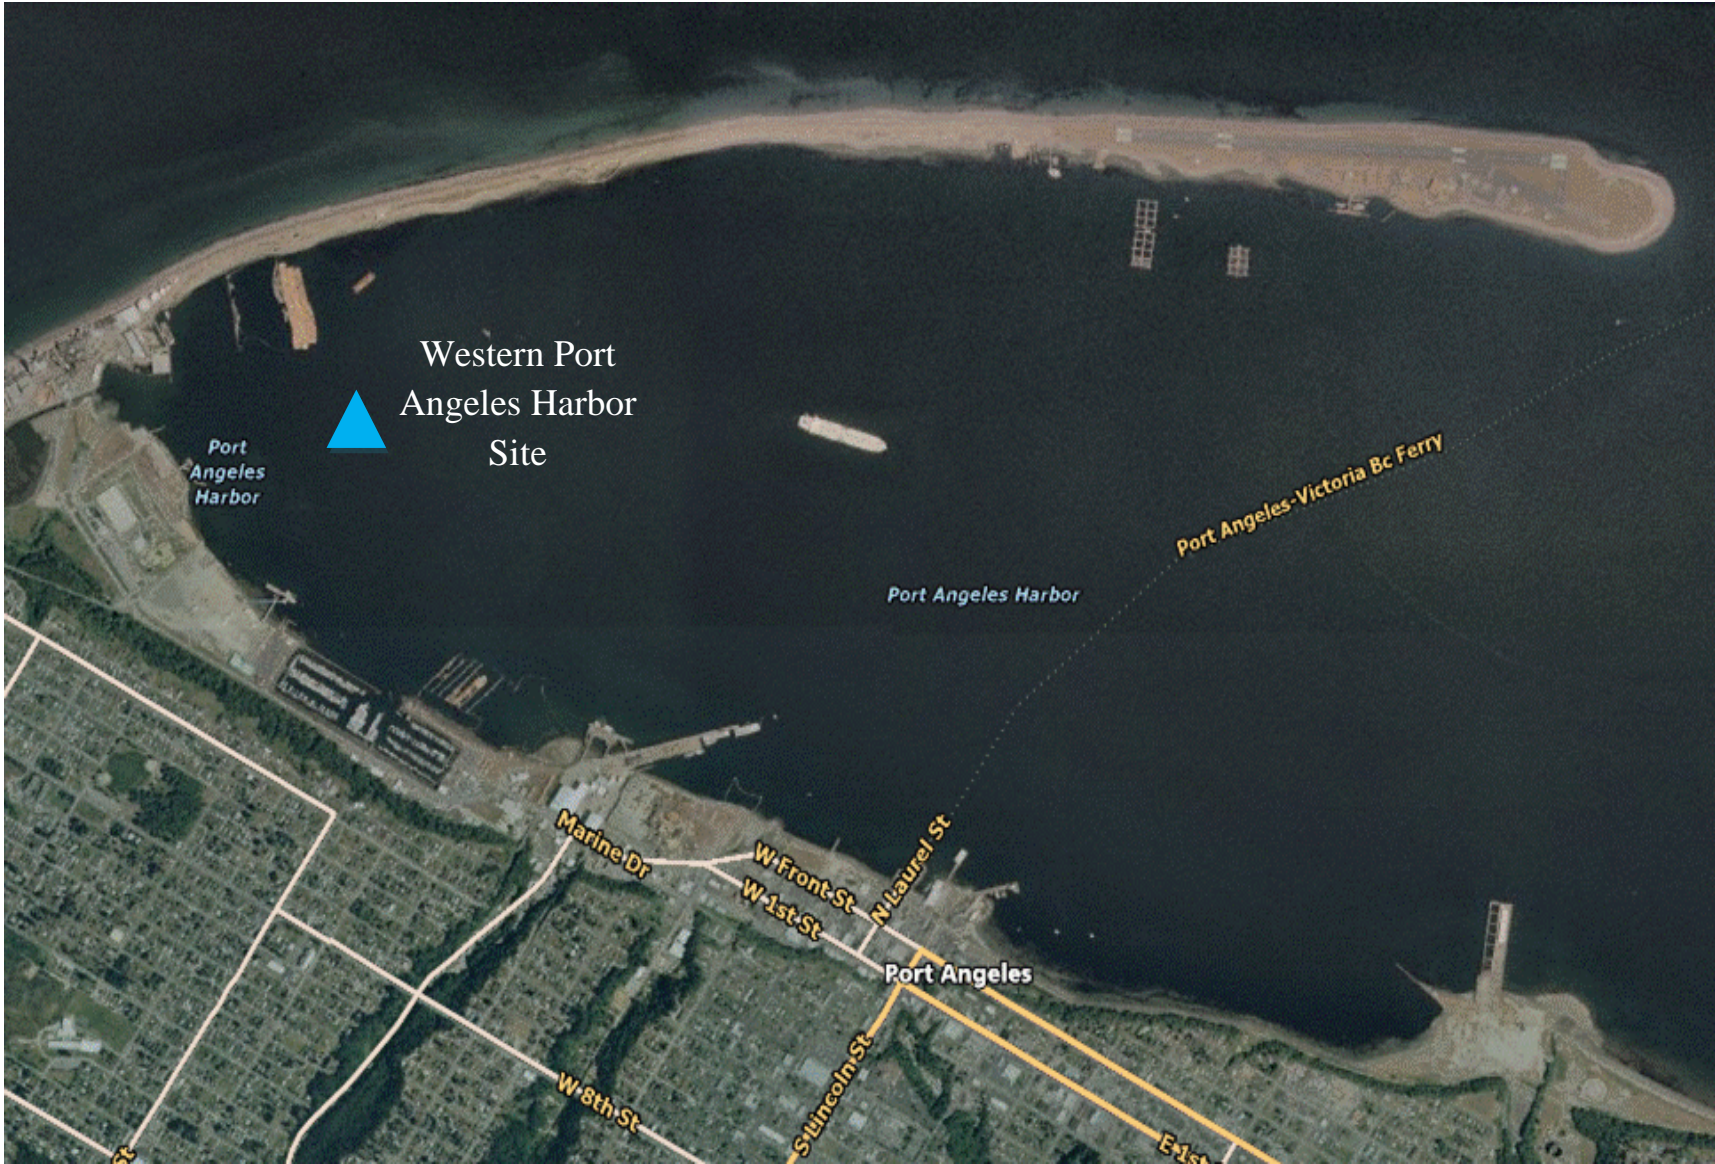 Western Port
Angeles Harbor
Site
Port
Angeles
Harbor
Port Angeles-Victoria Bc Ferry
Port Angeles Harbor
Marine Dr
W Front St
N Laurel St
W 1st St
Port Angeles
W 8th St
S Lincoln St
E 1st
St